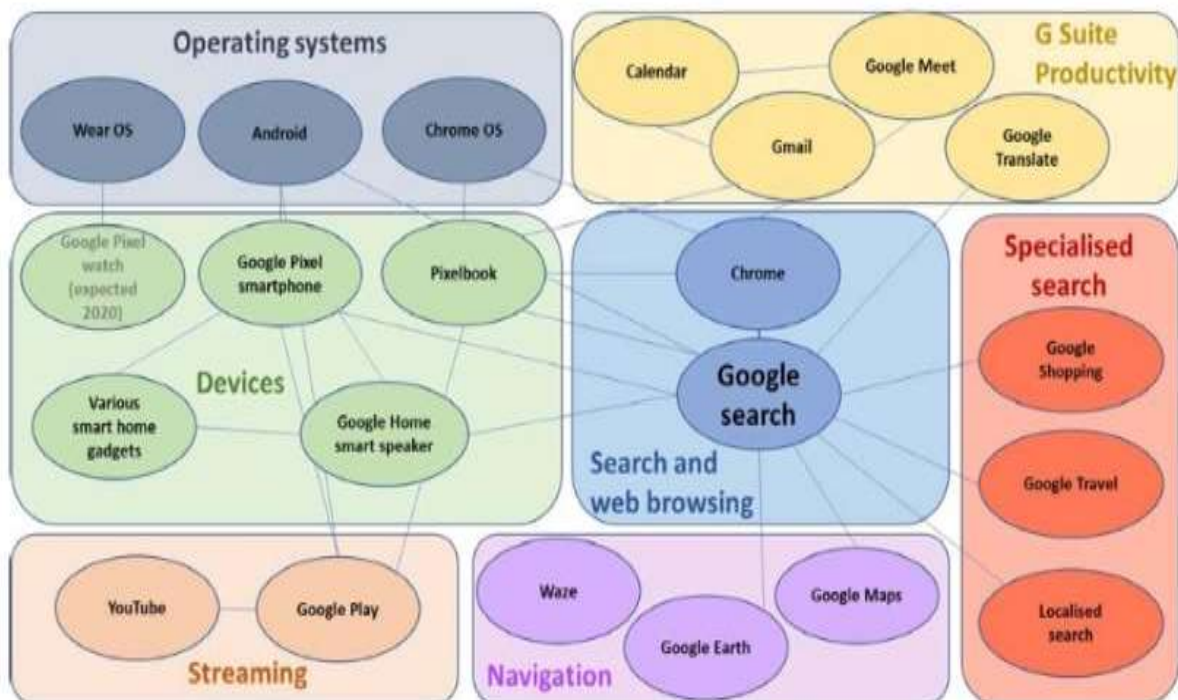 Operating systems
Wear OS
Android
Chrome OS
G Suite
Productivity
Calendar
Google Meet
Gmail
Google
Translate
Google Pixel
watch
(expected
2020)
Google Pixel
smartphone
Pixelbook
Devices
Various
smart home
gadgets
Google Home
smart speaker
Chrome
Google
search
Search and
web browsing
Specialised
search
Google
Shopping
Google Travel
Localised
search
YouTube
Google Play
Streaming
Waze
Google Earth
Google Maps
Navigation